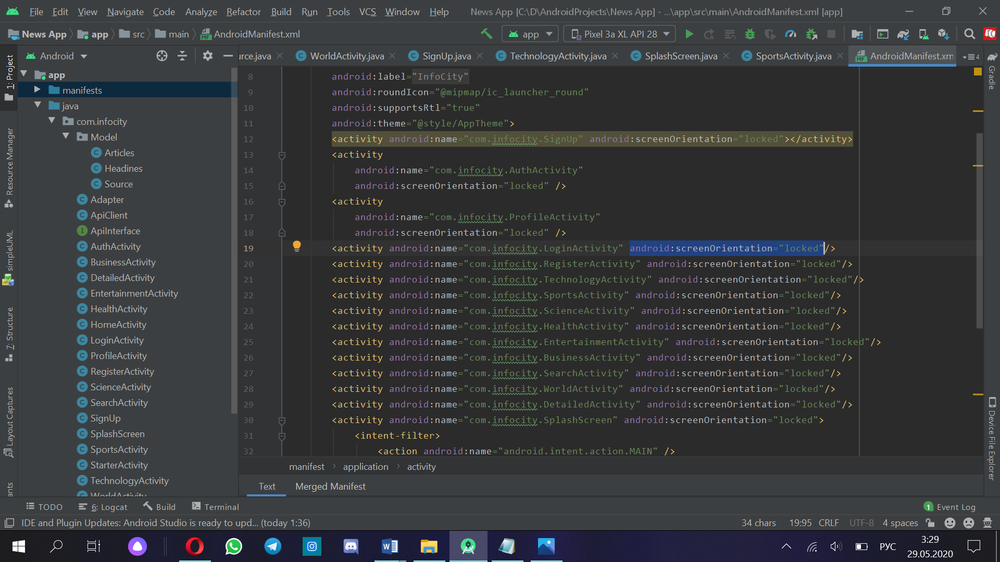 File Edit View Navigate Code Analyze Refactor Build Run Tools VCS Window Help News App [C:\D\AndroidProjects\News App] - ...\app\src\main\AndroidManifest.xml [app]
News App app src main AndroidManifest.xml app Pixel 3a XL API 28
Android urce.java WorldActivity.java SignUp.java TechnologyActivity.java SplashScreen.java SportsActivity.java AndroidManifest.xm 4
1: Project
Resource Manager
simpleUML
7: Structure
Layout Captures
ants
app
manifests
java
com.infocity
Model
Articles
Headines
Source
Adapter
ApiClient
ApiInterface
AuthActivity
BusinessActivity
DetailedActivity
EntertainmentActivity
HealthActivity
HomeActivity
LoginActivity
ProfileActivity
RegisterActivity
ScienceActivity
SearchActivity
SignUp
SplashScreen
SportsActivity
StarterActivity
TechnologyActivity
WorldActivity
8 android:label="InfoCity"
9 android:roundIcon="@mipmap/ic_launcher_round"
10 android:supportsRtl="true"
11 android:theme="@style/AppTheme">
12 <activity android:name="com.infocity.SignUp" android:screenOrientation="locked"></activity>
13 <activity
14 android:name="com.infocity.AuthActivity"
15 android:screenOrientation="locked" />
16 <activity
17 android:name="com.infocity.ProfileActivity"
18 android:screenOrientation="locked" />
19 <activity android:name="com.infocity.LoginActivity" android:screenOrientation="locked"/>
20 <activity android:name="com.infocity.RegisterActivity" android:screenOrientation="locked"/>
21 <activity android:name="com.infocity.TechnologyActivity" android:screenOrientation="locked"/>
22 <activity android:name="com.infocity.SportsActivity" android:screenOrientation="locked"/>
23 <activity android:name="com.infocity.ScienceActivity" android:screenOrientation="locked"/>
24 <activity android:name="com.infocity.HealthActivity" android:screenOrientation="locked"/>
25 <activity android:name="com.infocity.EntertainmentActivity" android:screenOrientation="locked"/>
26 <activity android:name="com.infocity.BusinessActivity" android:screenOrientation="locked"/>
27 <activity android:name="com.infocity.SearchActivity" android:screenOrientation="locked"/>
28 <activity android:name="com.infocity.WorldActivity" android:screenOrientation="locked"/>
29 <activity android:name="com.infocity.DetailedActivity" android:screenOrientation="locked"/>
30 <activity android:name="com.infocity.SplashScreen" android:screenOrientation="locked">
31 <intent-filter>
32 <action android:name="android.intent.action.MAIN" />
Gradle
Device File Explorer
manifest application activity
Text Merged Manifest
TODO 6: Logcat Build Terminal 1 Event Log
IDE and Plugin Updates: Android Studio is ready to upd... (today 1:36) 34 chars 19:95 CRLF UTF-8 4 spaces
РУС 3:29
29.05.2020